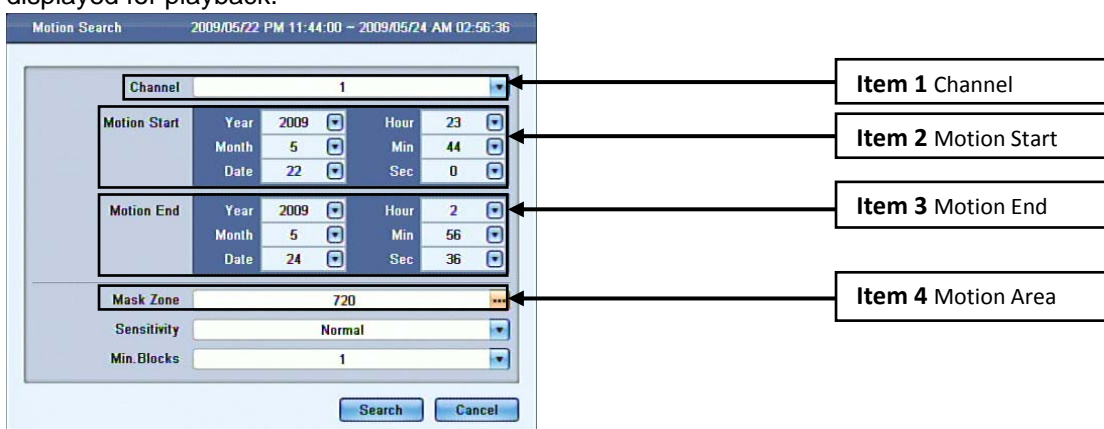 displayed for playback.
Motion Search 2009/05/22 PM 11:44:00 ~ 2009/05/24 AM 02:56:36
Channel 1
Item 1 Channel
Motion Start Year 2009 Hour 23
Month 5 Min 44
Date 22 Sec 0
Item 2 Motion Start
Motion End Year 2009 Hour 2
Month 5 Min 56
Date 24 Sec 36
Item 3 Motion End
Mask Zone 720 ...
Item 4 Motion Area
Sensitivity Normal
Min.Blocks 1
Search Cancel